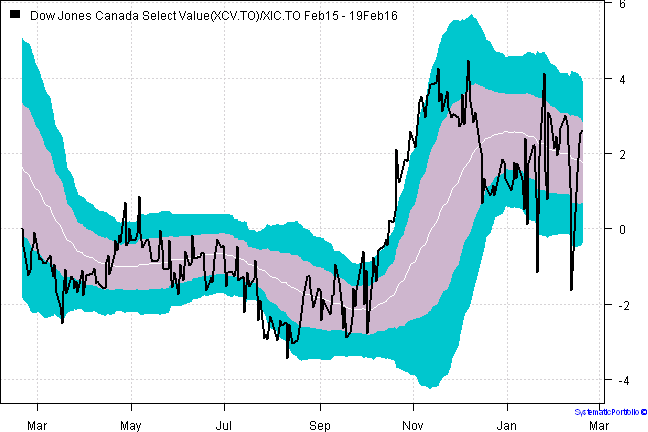 Dow Jones Canada Select Value(XCV.TO)/XIC.TO Feb15 - 19Feb16
6
4
2
0
-2
-4
SystematicPortfolio ©
Mar May Jul Sep Nov Jan Mar